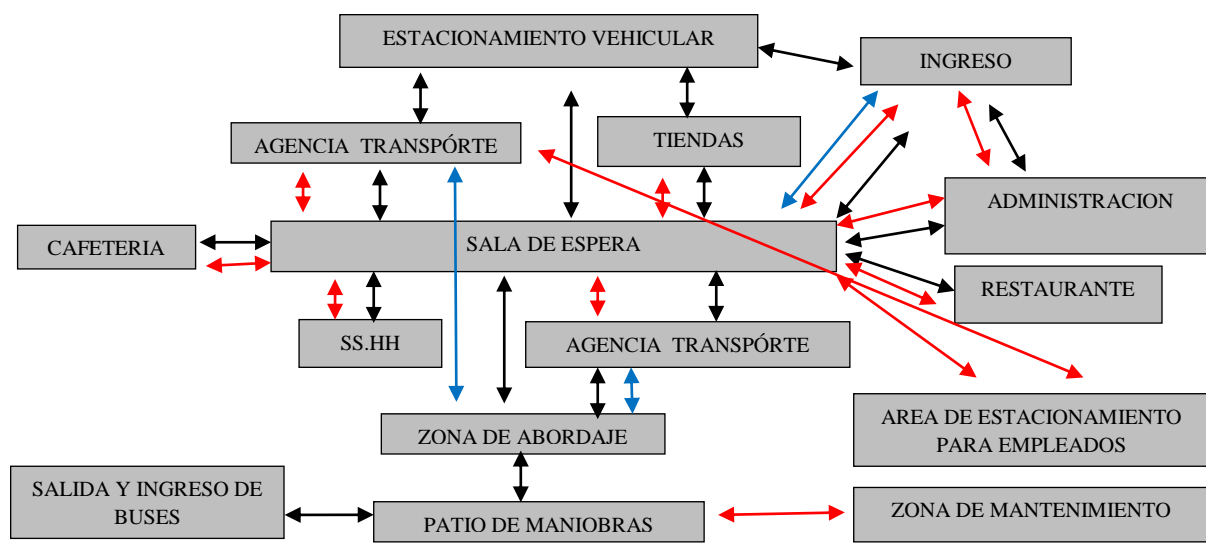 ESTACIONAMIENTO VEHICULAR
INGRESO
AGENCIA TRANSPÓRTE
TIENDAS
ADMINISTRACION
CAFETERIA
SALA DE ESPERA
RESTAURANTE
SS.HH
AGENCIA TRANSPÓRTE
AREA DE ESTACIONAMIENTO
PARA EMPLEADOS
ZONA DE ABORDAJE
SALIDA Y INGRESO DE
BUSES
PATIO DE MANIOBRAS
ZONA DE MANTENIMIENTO